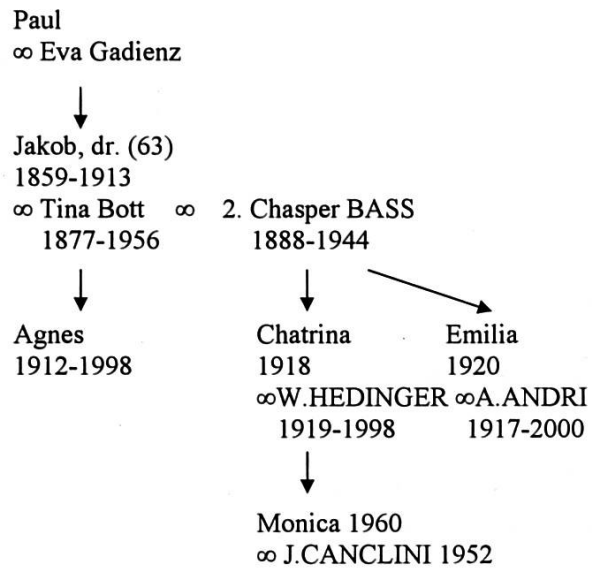 Paul
∞ Eva Gadienz
Jakob, dr. (63)
1859-1913
∞ Tina Bott ∞ 2. Chasper BASS
1877-1956 1888-1944
Agnes Chatrina Emilia
1912-1998 1918 1920
∞W.HEDINGER ∞A.ANDRI
1919-1998 1917-2000
Monica 1960
∞ J.CANCLINI 1952